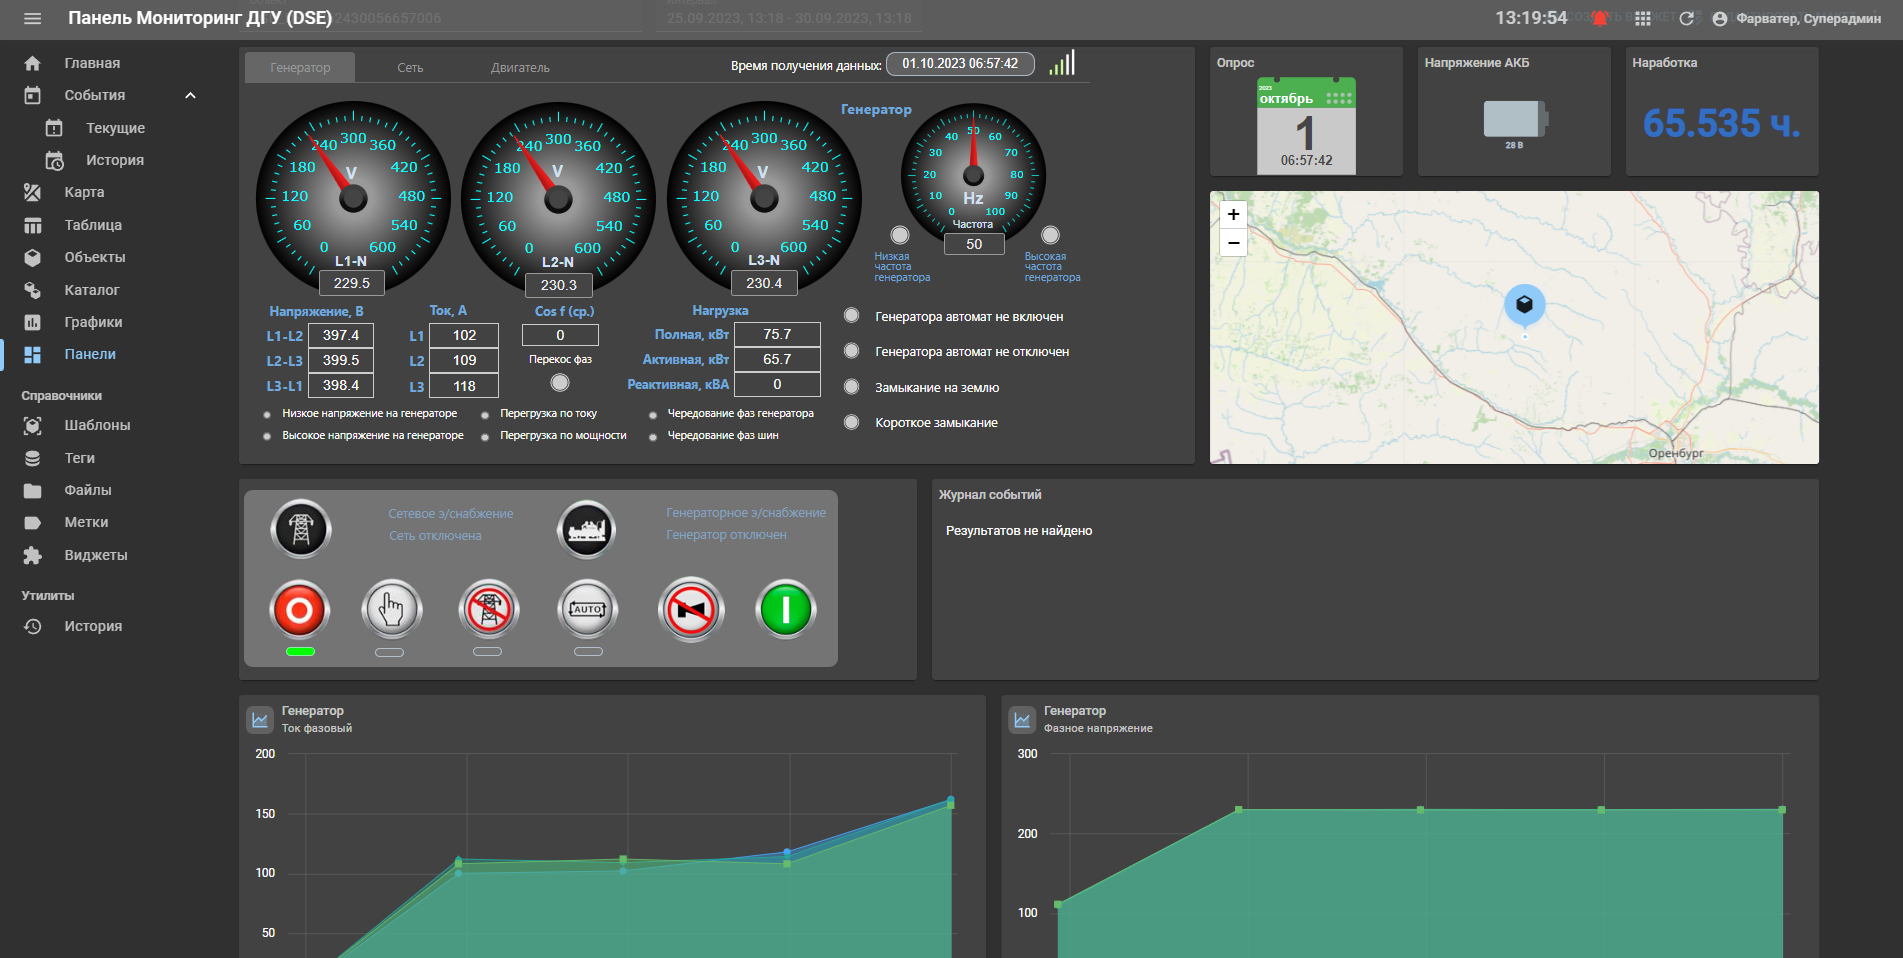 Панель Мониторинг ДГУ (DSE)
2430056657006
Интервал
25.09.2023, 13:18 - 30.09.2023, 13:18
13:19:54
Фарватер, Суперадмин
Главная
События
Текущие
История
Карта
Таблица
Объекты
Каталог
Графики
Панели
Справочники
Шаблоны
Теги
Файлы
Метки
Виджеты
Утилиты
История
Генератор
Сеть
Двигатель
Время получения данных:
01.10.2023 06:57:42
0 60 120 180 240 300 360 420 480 540 600
V
L1-N
229.5
0 60 120 180 240 300 360 420 480 540 600
V
L2-N
230.3
0 60 120 180 240 300 360 420 480 540 600
V
L3-N
230.4
Генератор
0 10 20 30 40 50 60 70 80 90 100
Hz
Частота
50
Низкая
частота
генератора
Высокая
частота
генератора
Напряжение, В
L1-L2 397.4
L2-L3 399.5
L3-L1 398.4
Ток, А
L1 102
L2 109
L3 118
Cos f (ср.)
0
Перекос фаз
Нагрузка
Полная, кВт 75.7
Активная, кВт 65.7
Реактивная, кВА 0
Генератора автомат не включен
Генератора автомат не отключен
Замыкание на землю
Короткое замыкание
Низкое напряжение на генераторе
Высокое напряжение на генераторе
Перегрузка по току
Перегрузка по мощности
Чередование фаз генератора
Чередование фаз шин
Опрос
2023
октябрь
1
06:57:42
Напряжение АКБ
28 В
Наработка
65.535 ч.
+
−
Оренбург
Сетевое э/снабжение
Сеть отключена
Генераторное э/снабжение
Генератор отключен
AUTO
Журнал событий
Результатов не найдено
Генератор
Ток фазовый
200
150
100
50
Генератор
Фазное напряжение
300
200
100